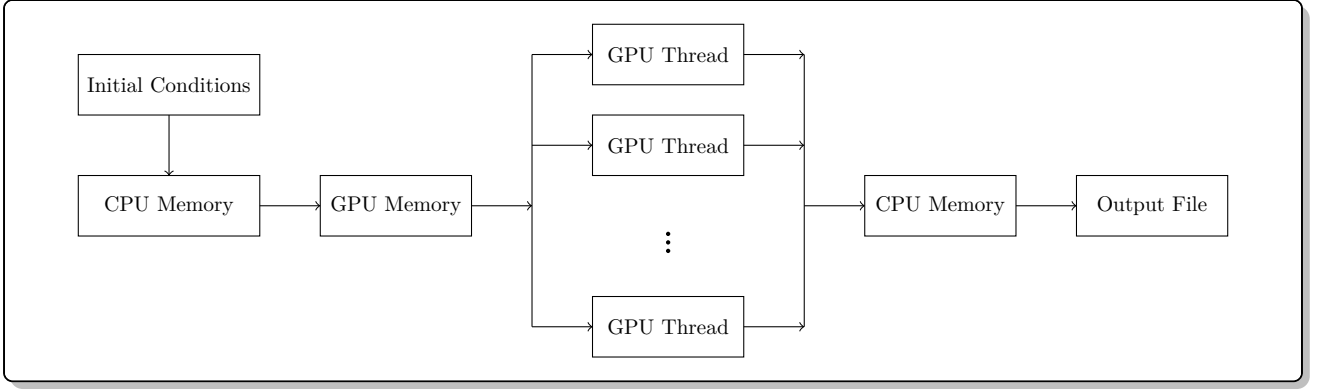 Initial Conditions
CPU Memory
GPU Memory
GPU Thread
GPU Thread
GPU Thread
CPU Memory
Output File